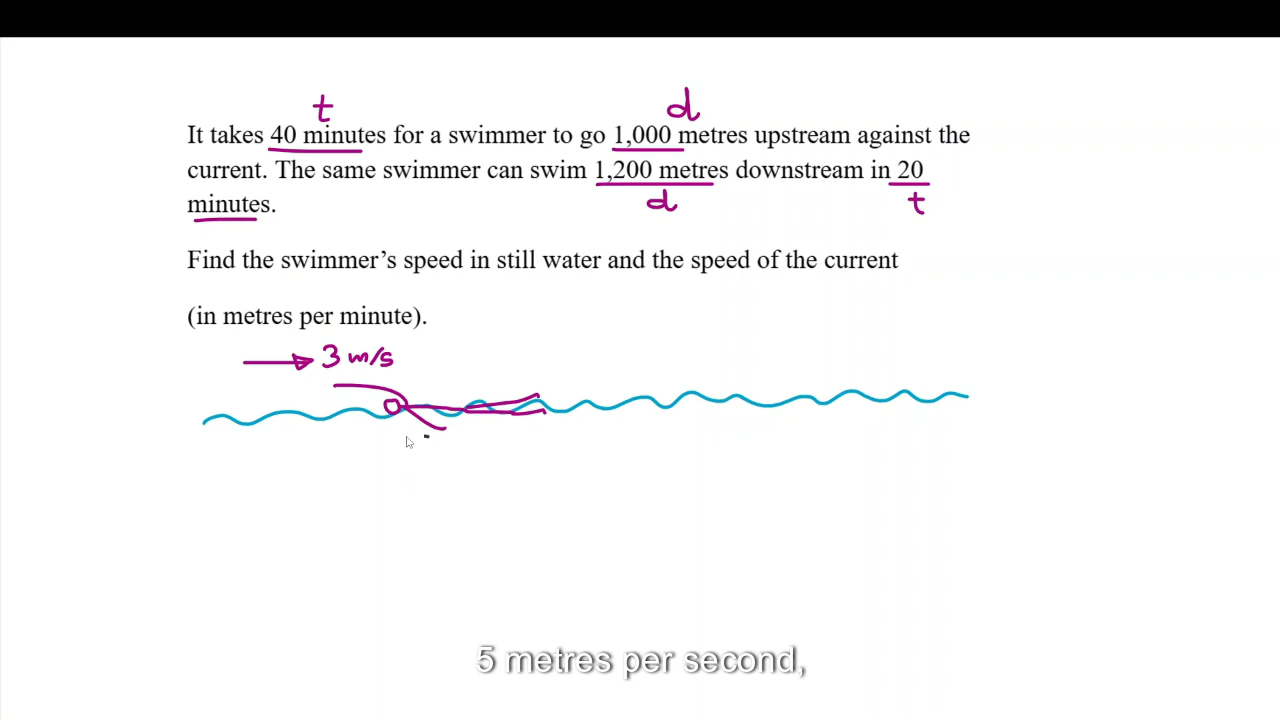 t d
It takes 40 minutes for a swimmer to go 1,000 metres upstream against the
current. The same swimmer can swim 1,200 metres downstream in 20
d t
minutes.
Find the swimmer’s speed in still water and the speed of the current
(in metres per minute).
3 m/s
5 metres per second,